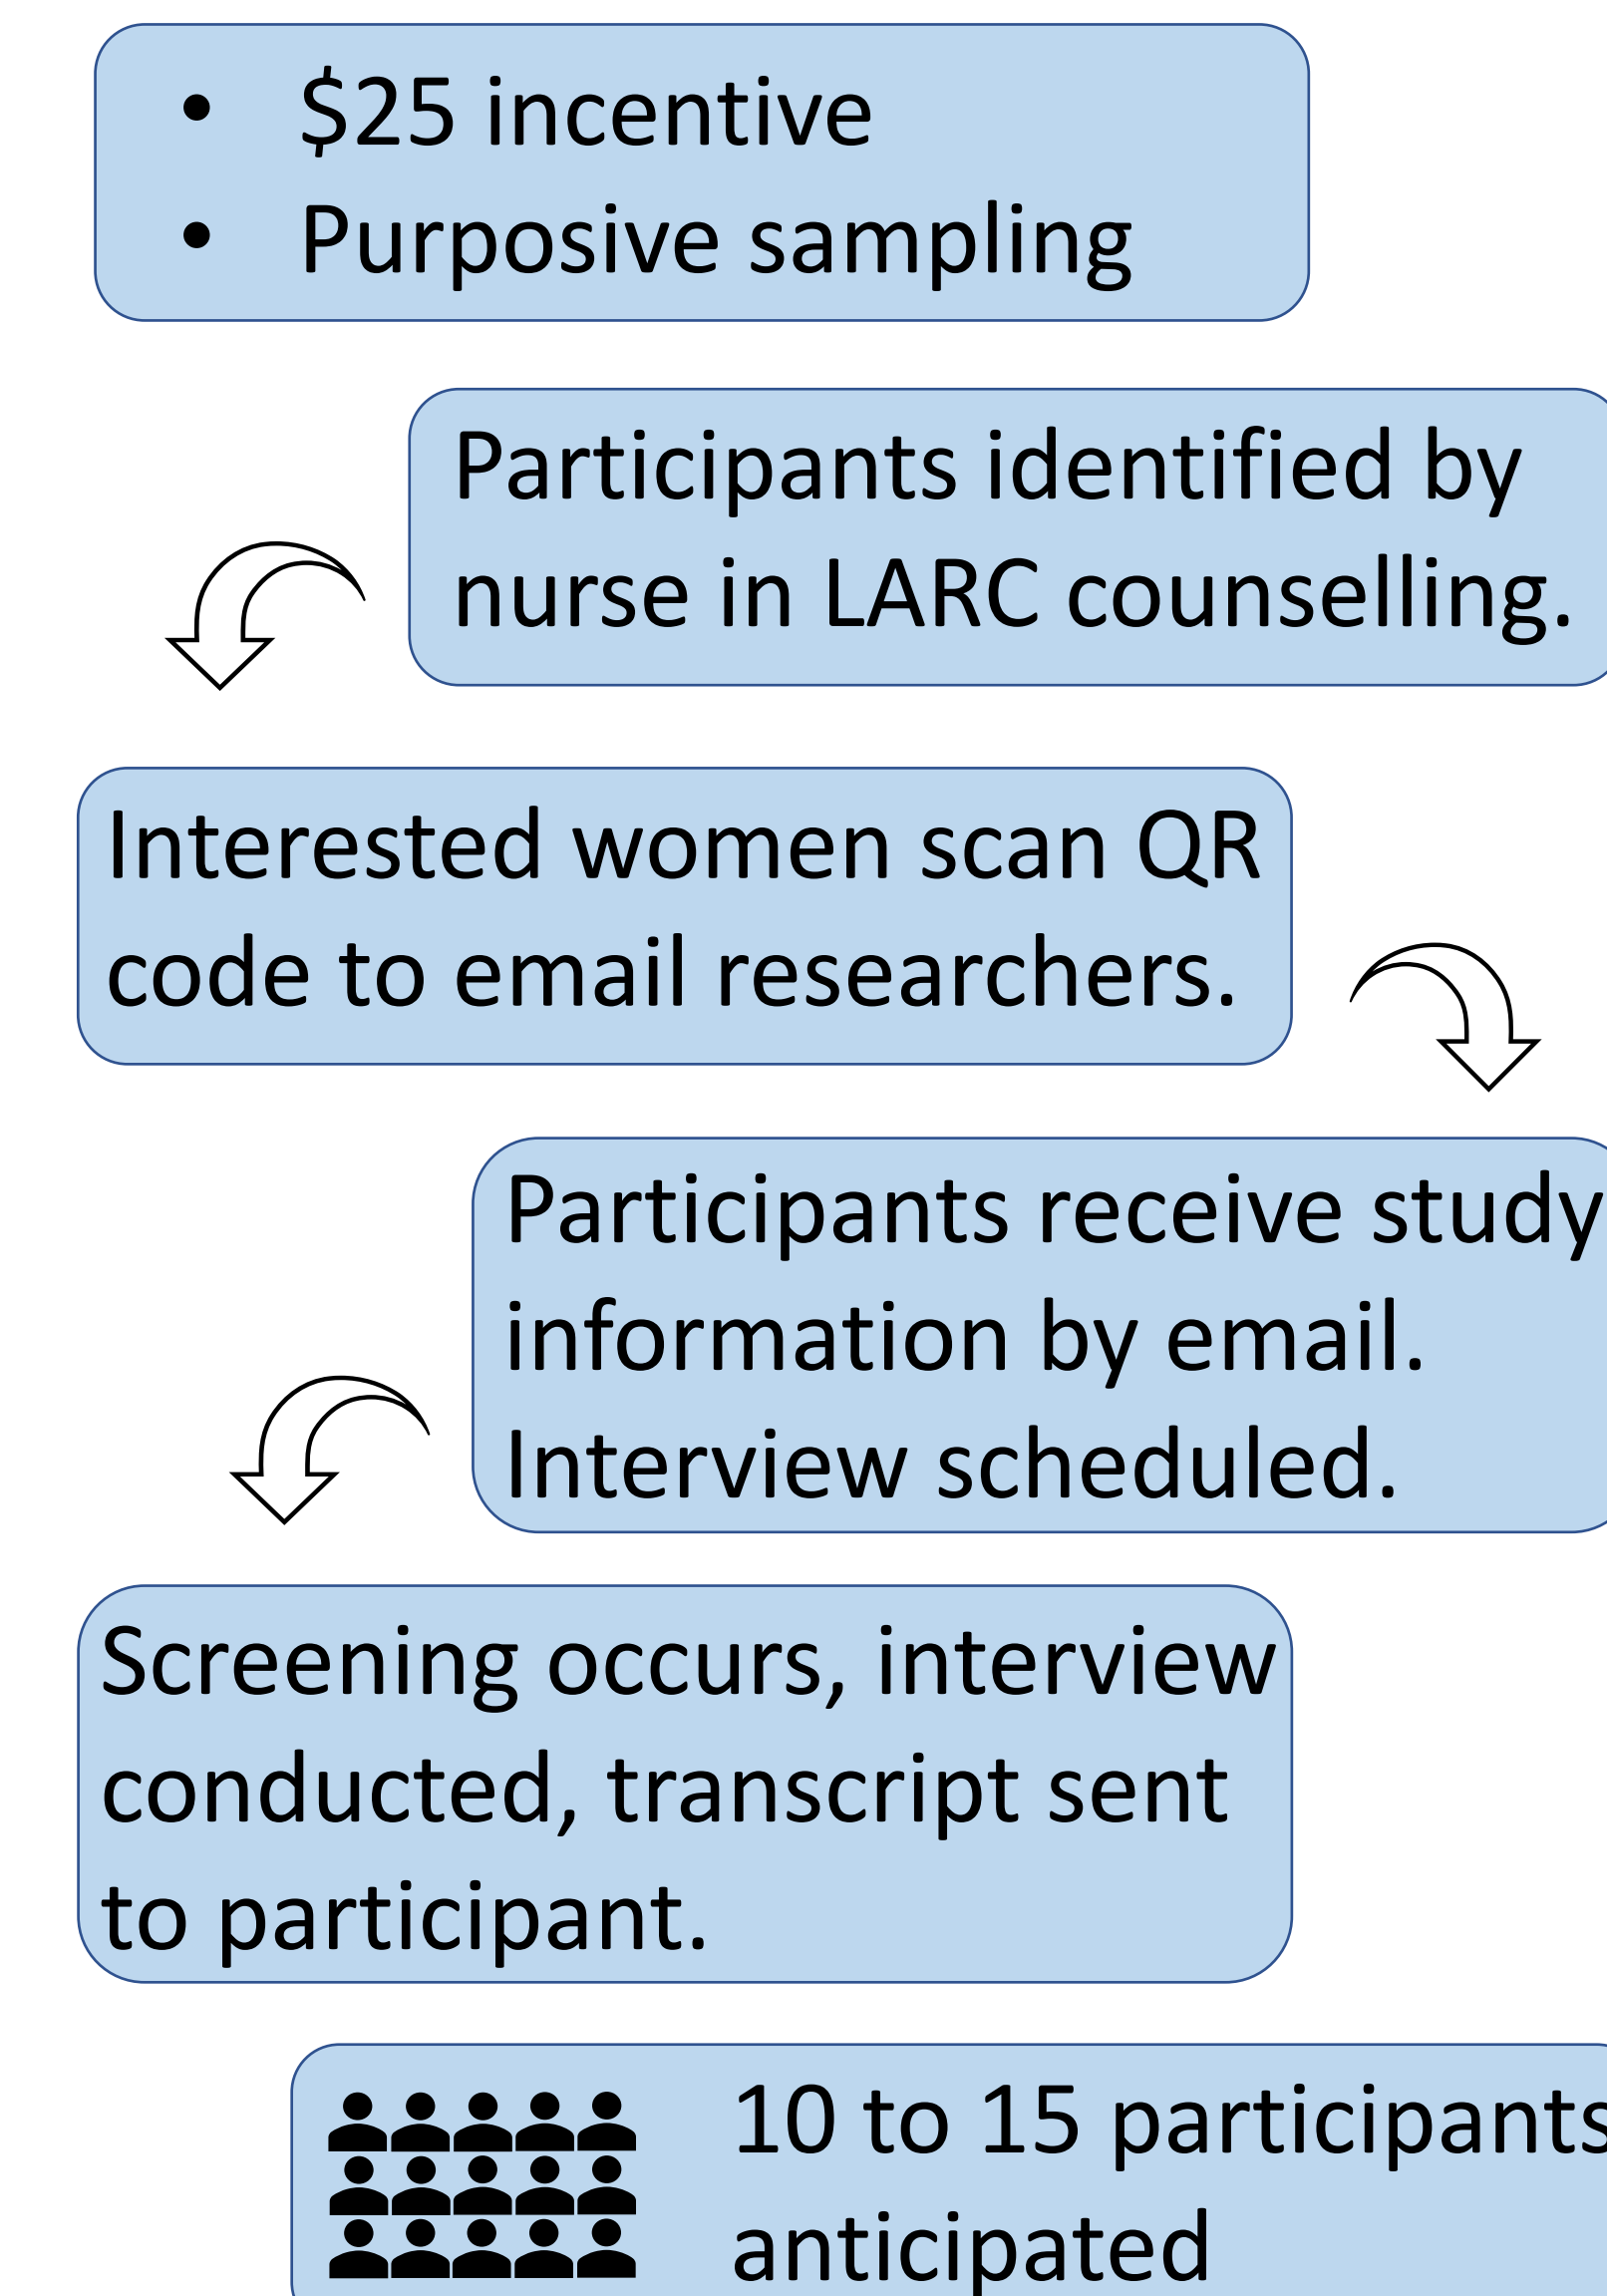 • $25 incentive
• Purposive sampling
Participants identified by
nurse in LARC counselling.
Interested women scan QR
code to email researchers.
Participants receive study
information by email.
Interview scheduled.
Screening occurs, interview
conducted, transcript sent
to participant.
10 to 15 participants
anticipated